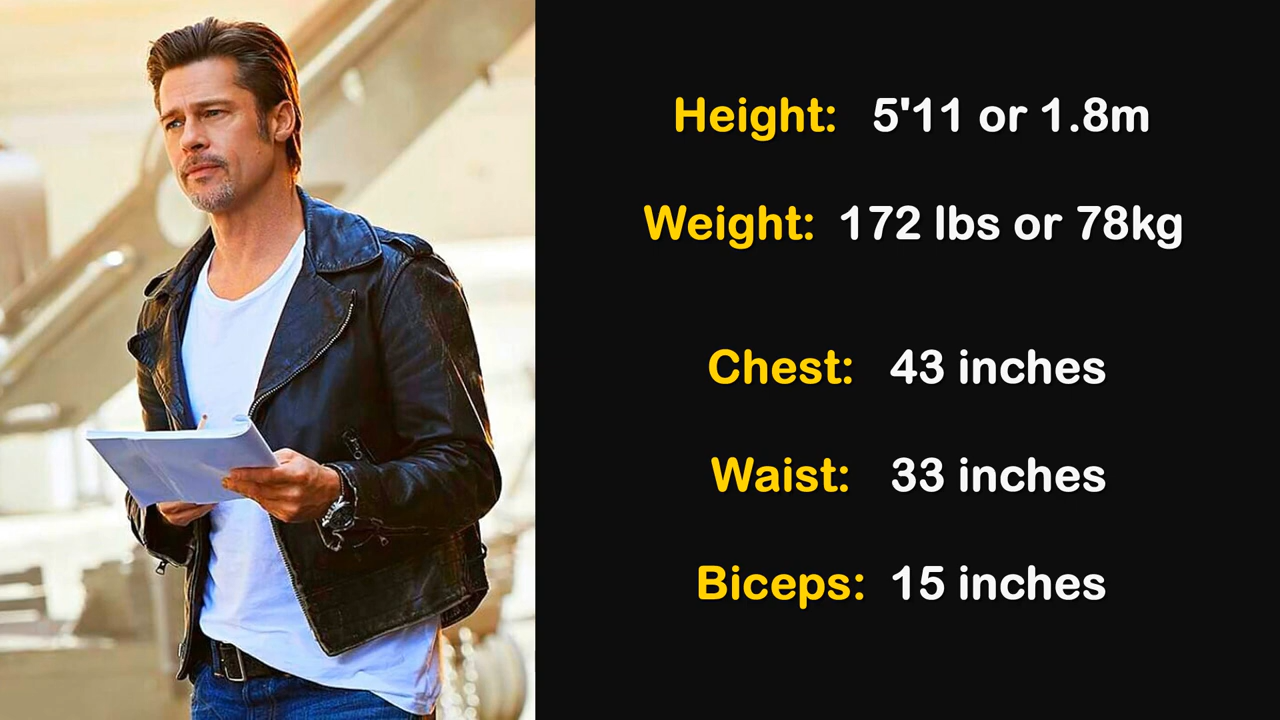 Height: 5'11 or 1.8m
Weight: 172 lbs or 78kg
Chest: 43 inches
Waist: 33 inches
Biceps: 15 inches